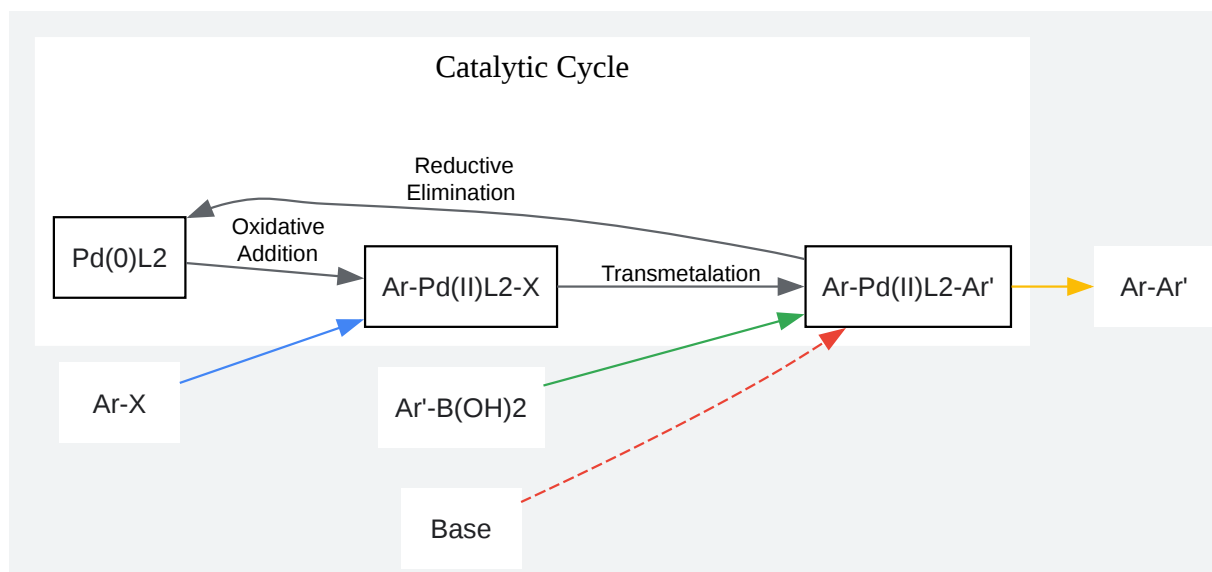 Catalytic Cycle
Reductive
Elimination
Oxidative
Addition
Pd(0)L2
Ar-Pd(II)L2-X
Transmetalation
Ar-Pd(II)L2-Ar'
Ar-Ar'
Ar-X
Ar'-B(OH)2
Base